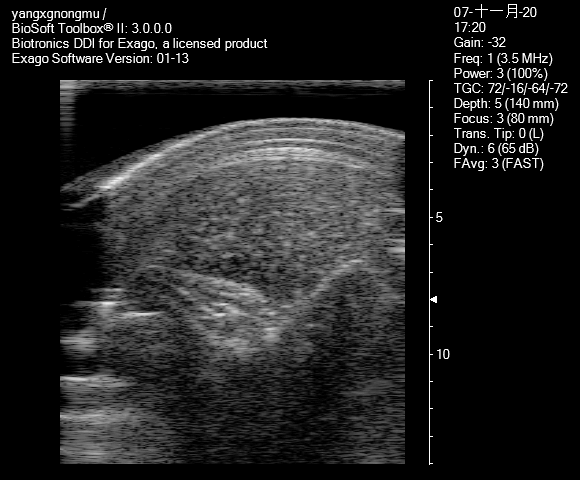 yangxgnongmu /
BioSoft Toolbox® II: 3.0.0.0
Biotronics DDI for Exago, a licensed product
Exago Software Version: 01-13
07-十一月-20
17:20
Gain: -32
Freq: 1 (3.5 MHz)
Power: 3 (100%)
TGC: 72/-16/-64/-72
Depth: 5 (140 mm)
Focus: 3 (80 mm)
Trans. Tip: 0 (L)
Dyn.: 6 (65 dB)
FAvg: 3 (FAST)
5
10